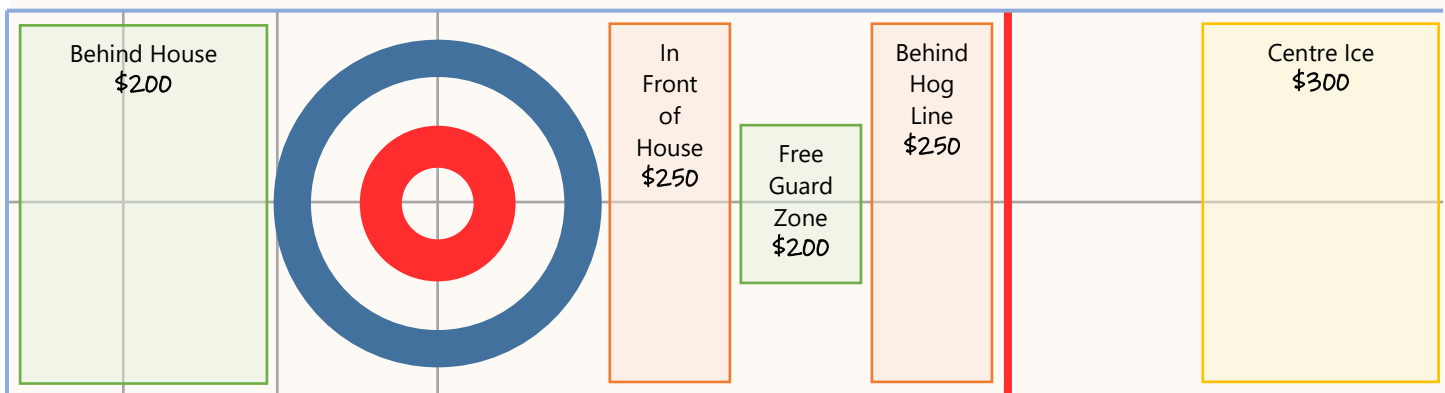 Behind House
$200
In
Front
of
House
$250
Free
Guard
Zone
$200
Behind
Hog
Line
$250
Centre Ice
$300